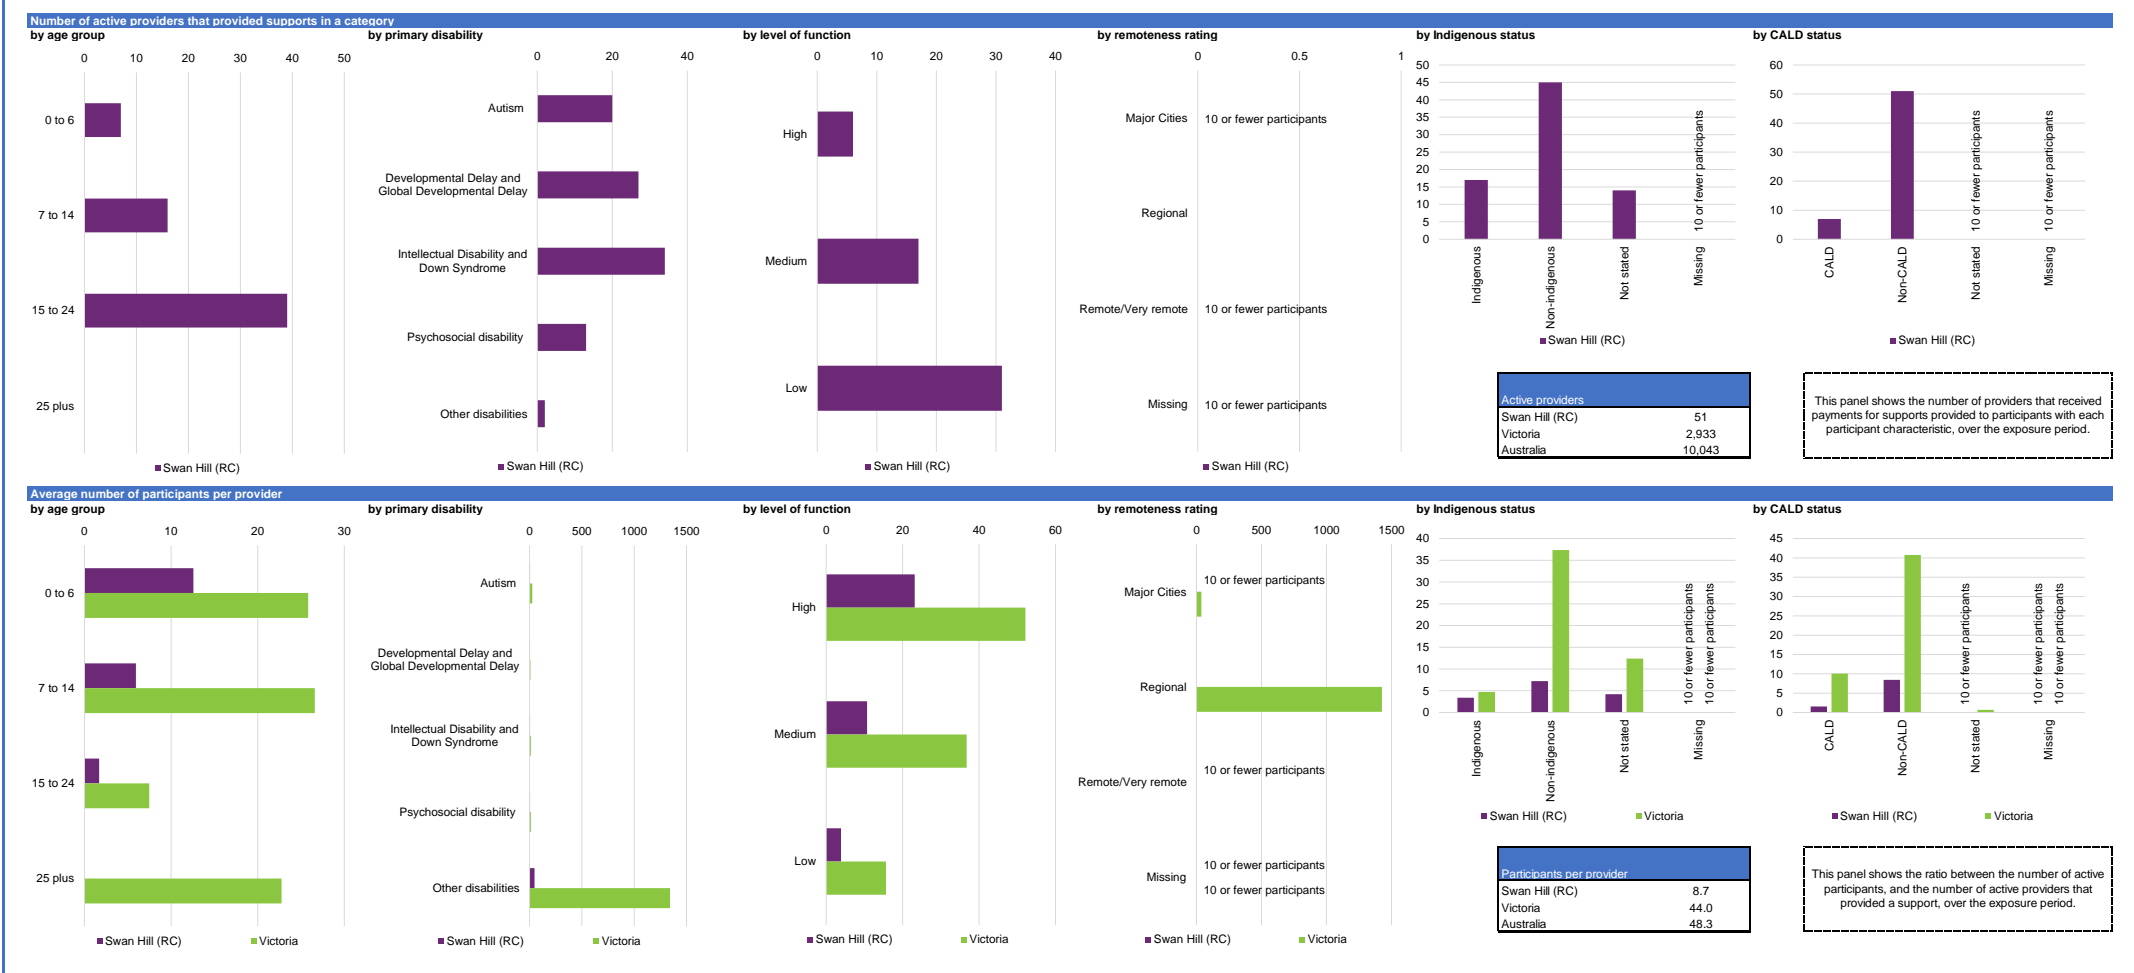 Number of active providers that provided supports in a category
by age group
0 10 20 30 40 50
0 to 6
7 to 14
15 to 24
25 plus
Swan Hill (RC)
by primary disability
0 20 40
Autism
Developmental Delay and
Global Developmental Delay
Intellectual Disability and
Down Syndrome
Psychosocial disability
Other disabilities
Swan Hill (RC)
by level of function
0 10 20 30 40
High
Medium
Low
Swan Hill (RC)
by remoteness rating
0 0.5 1
Major Cities 10 or fewer participants
Regional
Remote/Very remote 10 or fewer participants
Missing 10 or fewer participants
Swan Hill (RC)
by Indigenous status
50
45
40
35
30
25
20
15
10
5
0
10 or fewer participants
Indigenous
Non-indigenous
Not stated
Missing
Swan Hill (RC)
by CALD status
60
50
40
30
20
10
0
10 or fewer participants
10 or fewer participants
CALD
Non-CALD
Not stated
Missing
Swan Hill (RC)
Active providers
Swan Hill (RC) 51
Victoria 2,933
Australia 10,043
This panel shows the number of providers that received
payments for supports provided to participants with each
participant characteristic, over the exposure period.
Average number of participants per provider
by age group
0 10 20 30
0 to 6
7 to 14
15 to 24
25 plus
Swan Hill (RC) Victoria
by primary disability
0 500 1000 1500
Autism
Developmental Delay and
Global Developmental Delay
Intellectual Disability and
Down Syndrome
Psychosocial disability
Other disabilities
Swan Hill (RC) Victoria
by level of function
0 20 40 60
High
Medium
Low
Swan Hill (RC) Victoria
by remoteness rating
0 500 1000 1500
10 or fewer participants
Major Cities
Regional
10 or fewer participants
Remote/Very remote
10 or fewer participants
Missing
10 or fewer participants
Swan Hill (RC) Victoria
by Indigenous status
40
35
30
25
20
15
10
5
0
10 or fewer participants
10 or fewer participants
Indigenous
Non-indigenous
Not stated
Missing
Swan Hill (RC) Victoria
by CALD status
45
40
35
30
25
20
15
10
5
0
10 or fewer participants
10 or fewer participants
10 or fewer participants
CALD
Non-CALD
Not stated
Missing
Swan Hill (RC) Victoria
Participants per provider
Swan Hill (RC) 8.7
Victoria 44.0
Australia 48.3
This panel shows the ratio between the number of active
participants, and the number of active providers that
provided a support, over the exposure period.